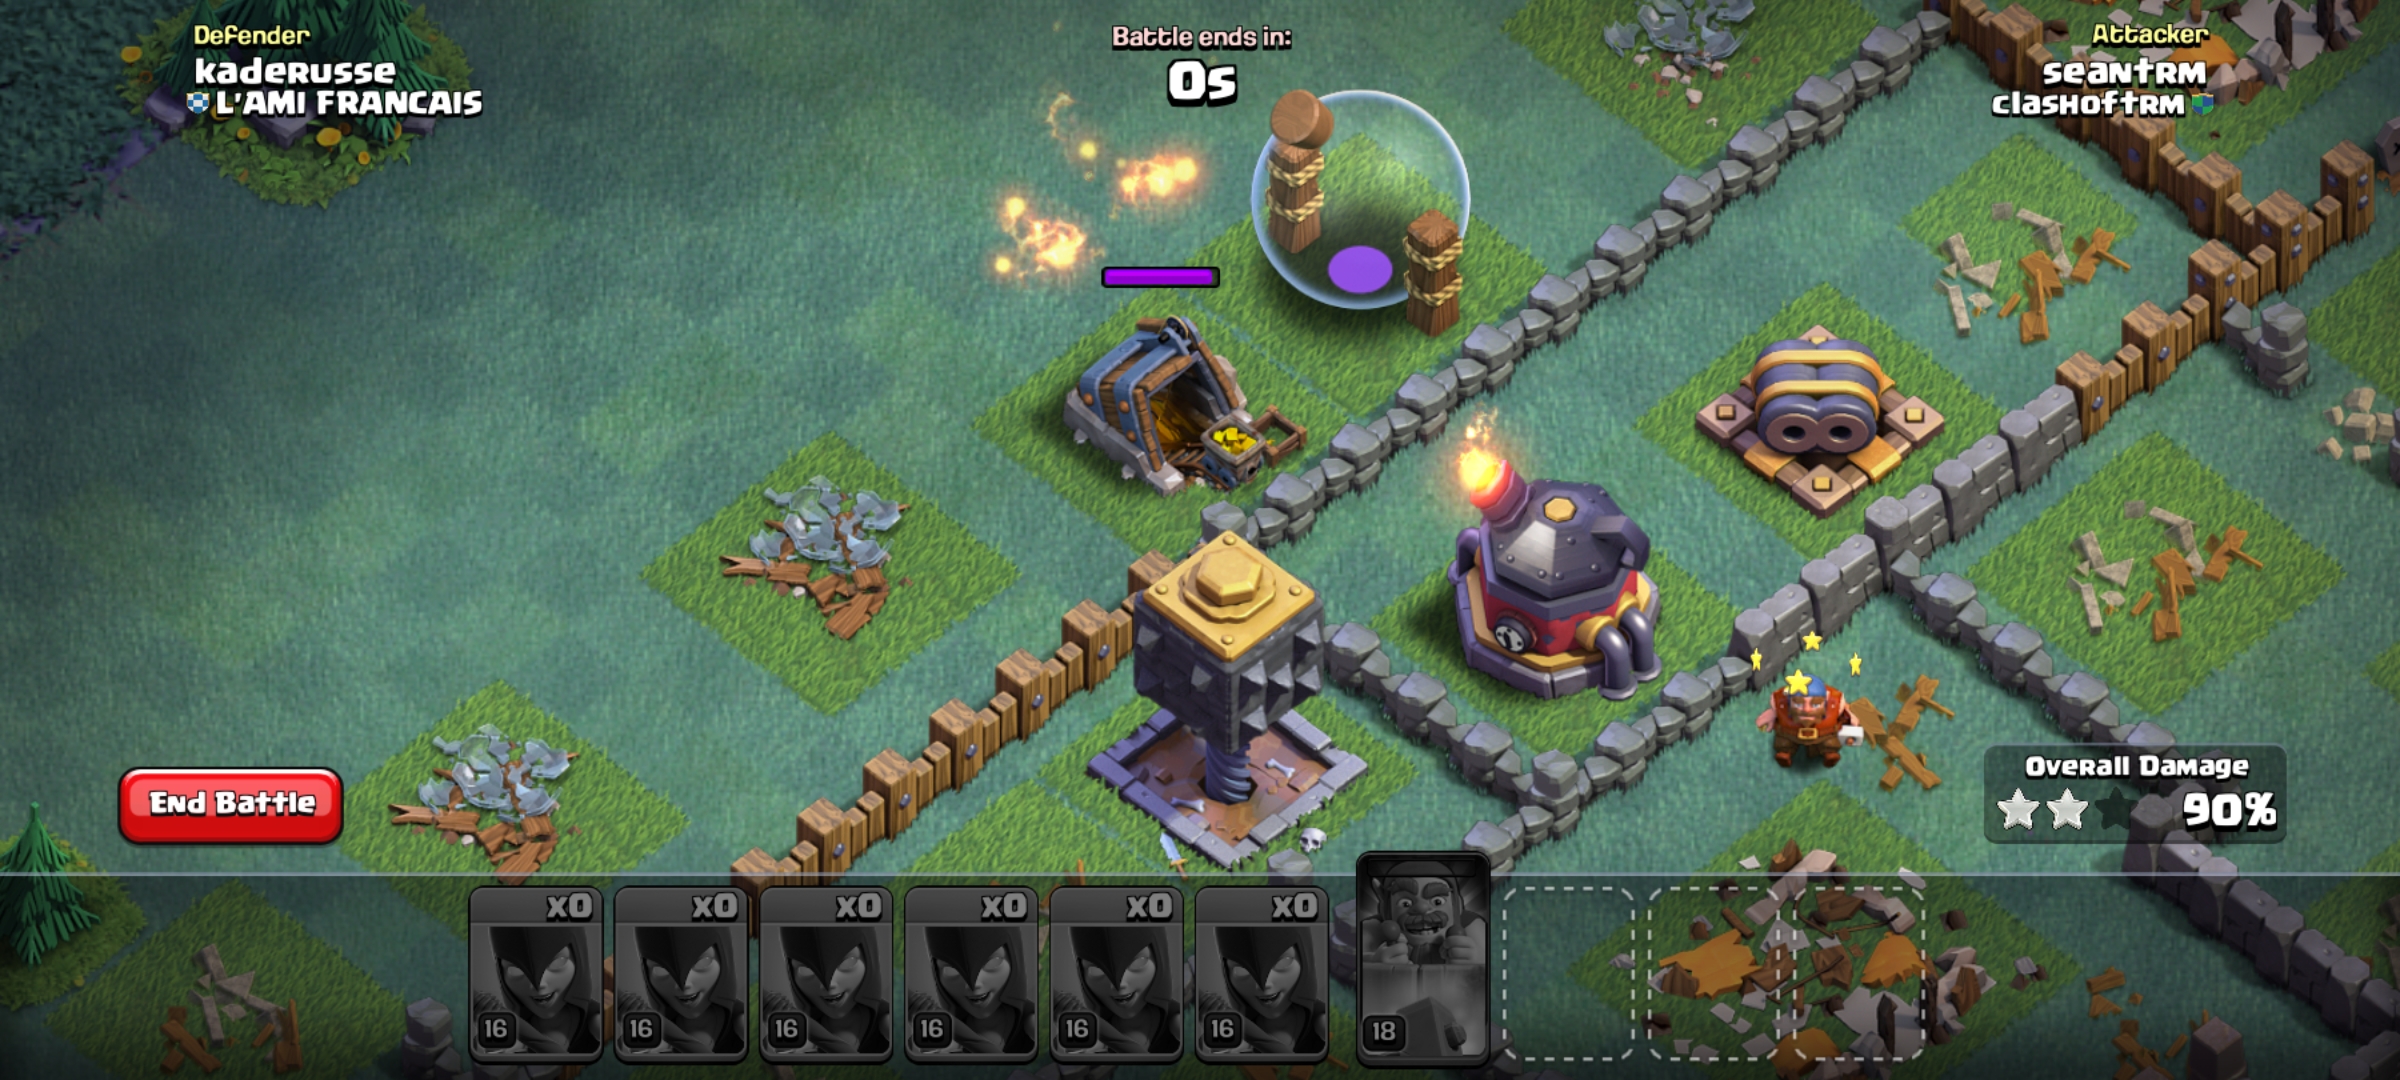 Defender
kaderusse
L'AMI FRANCAIS
Battle ends in:
0s
Attacker
seantRM
clashoftRM
End Battle
Overall Damage
90%
x0
x0
x0
x0
x0
x0
16
16
16
16
16
16
18